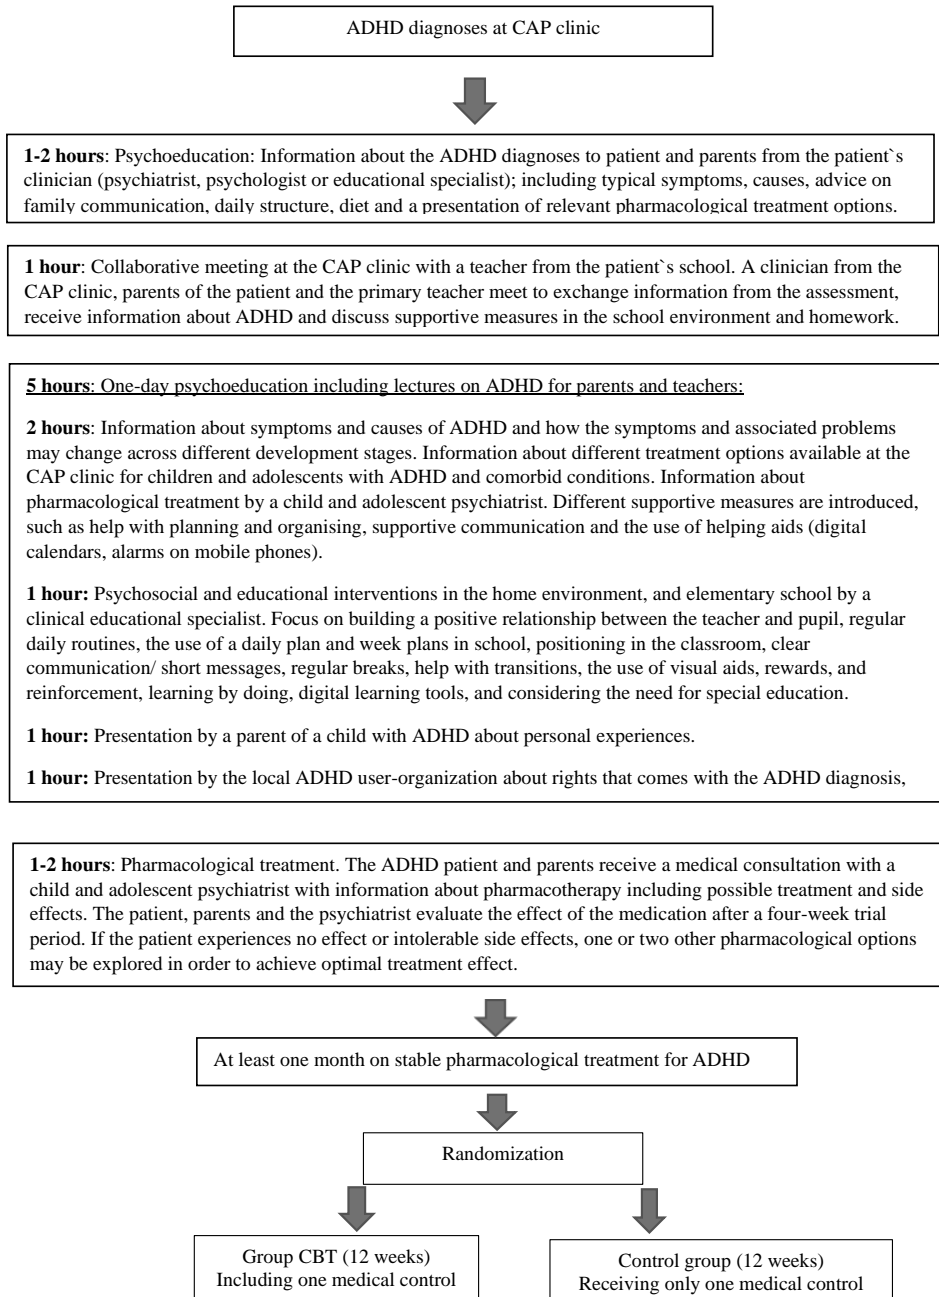 ADHD diagnoses at CAP clinic
1-2 hours: Psychoeducation: Information about the ADHD diagnoses to patient and parents from the patient`s
clinician (psychiatrist, psychologist or educational specialist); including typical symptoms, causes, advice on
family communication, daily structure, diet and a presentation of relevant pharmacological treatment options.
1 hour: Collaborative meeting at the CAP clinic with a teacher from the patient`s school. A clinician from the
CAP clinic, parents of the patient and the primary teacher meet to exchange information from the assessment,
receive information about ADHD and discuss supportive measures in the school environment and homework.
5 hours: One-day psychoeducation including lectures on ADHD for parents and teachers:
2 hours: Information about symptoms and causes of ADHD and how the symptoms and associated problems
may change across different development stages. Information about different treatment options available at the
CAP clinic for children and adolescents with ADHD and comorbid conditions. Information about
pharmacological treatment by a child and adolescent psychiatrist. Different supportive measures are introduced,
such as help with planning and organising, supportive communication and the use of helping aids (digital
calendars, alarms on mobile phones).
1 hour: Psychosocial and educational interventions in the home environment, and elementary school by a
clinical educational specialist. Focus on building a positive relationship between the teacher and pupil, regular
daily routines, the use of a daily plan and week plans in school, positioning in the classroom, clear
communication/ short messages, regular breaks, help with transitions, the use of visual aids, rewards, and
reinforcement, learning by doing, digital learning tools, and considering the need for special education.
1 hour: Presentation by a parent of a child with ADHD about personal experiences.
1 hour: Presentation by the local ADHD user-organization about rights that comes with the ADHD diagnosis,
1-2 hours: Pharmacological treatment. The ADHD patient and parents receive a medical consultation with a
child and adolescent psychiatrist with information about pharmacotherapy including possible treatment and side
effects. The patient, parents and the psychiatrist evaluate the effect of the medication after a four-week trial
period. If the patient experiences no effect or intolerable side effects, one or two other pharmacological options
may be explored in order to achieve optimal treatment effect.
At least one month on stable pharmacological treatment for ADHD
Randomization
Group CBT (12 weeks)
Including one medical control
Control group (12 weeks)
Receiving only one medical control